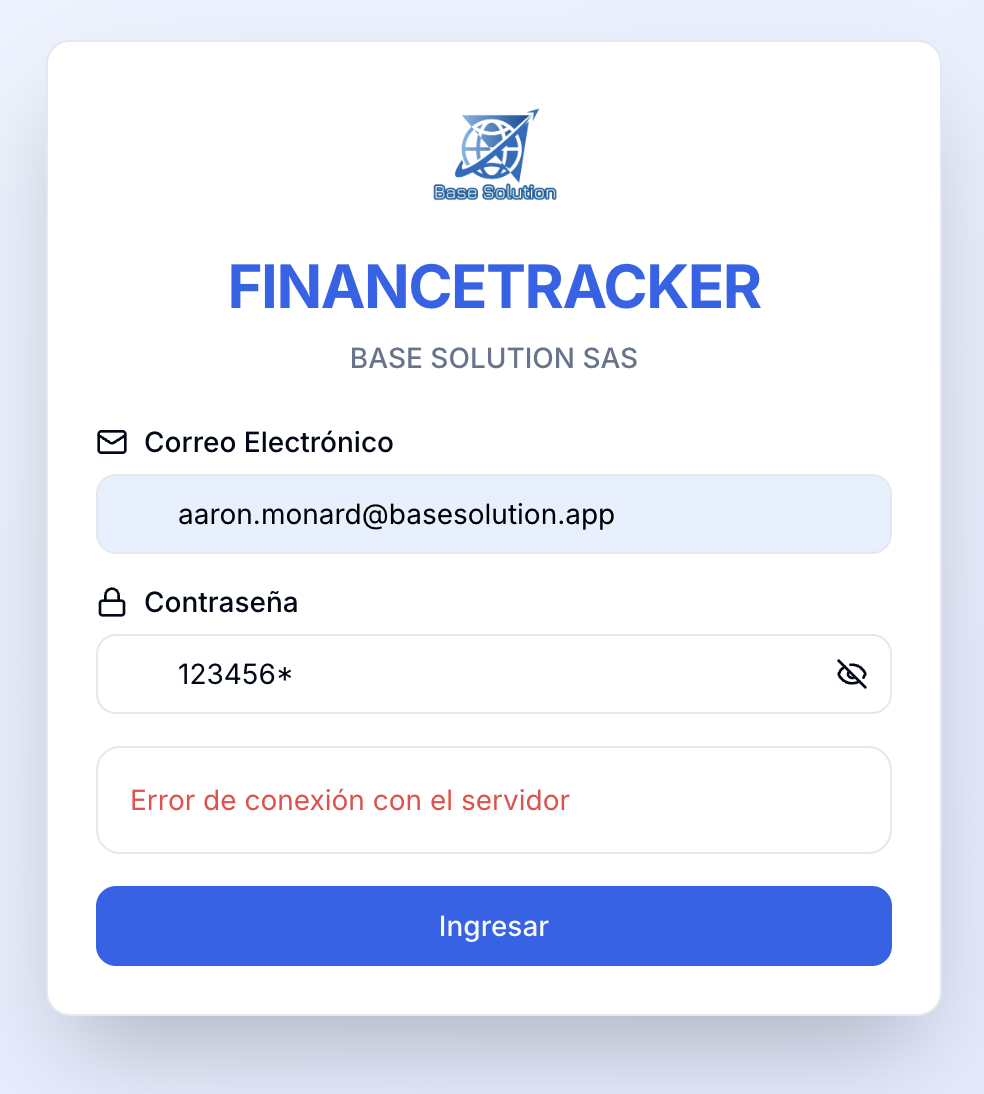 Base Solution
FINANCETRACKER
BASE SOLUTION SAS
Correo Electrónico
aaron.monard@basesolution.app
Contraseña
123456*
Error de conexión con el servidor
Ingresar